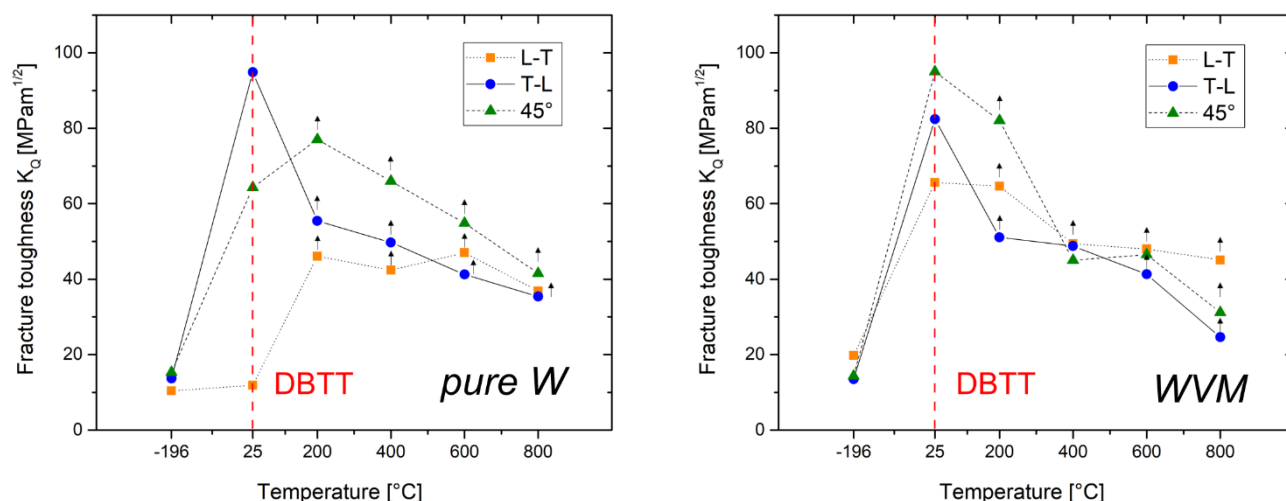 Fracture toughness K_Q [MPam^1/2]
100
80
60
40
20
0
L-T
T-L
45°
DBTT
pure W
-196
25
200
400
600
800
Temperature [°C]
Fracture toughness K_Q [MPam^1/2]
100
80
60
40
20
0
L-T
T-L
45°
DBTT
WVM
-196
25
200
400
600
800
Temperature [°C]